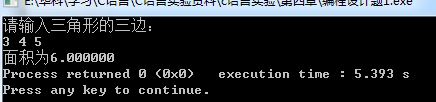 E:\华科\学习\C语言\C语言实验资料\C语言实验\第四章\编程设计题1.exe
请输入三角形的三边:
3 4 5
面积为6.000000
Process returned 0 (0x0)   execution time : 5.393 s
Press any key to continue.